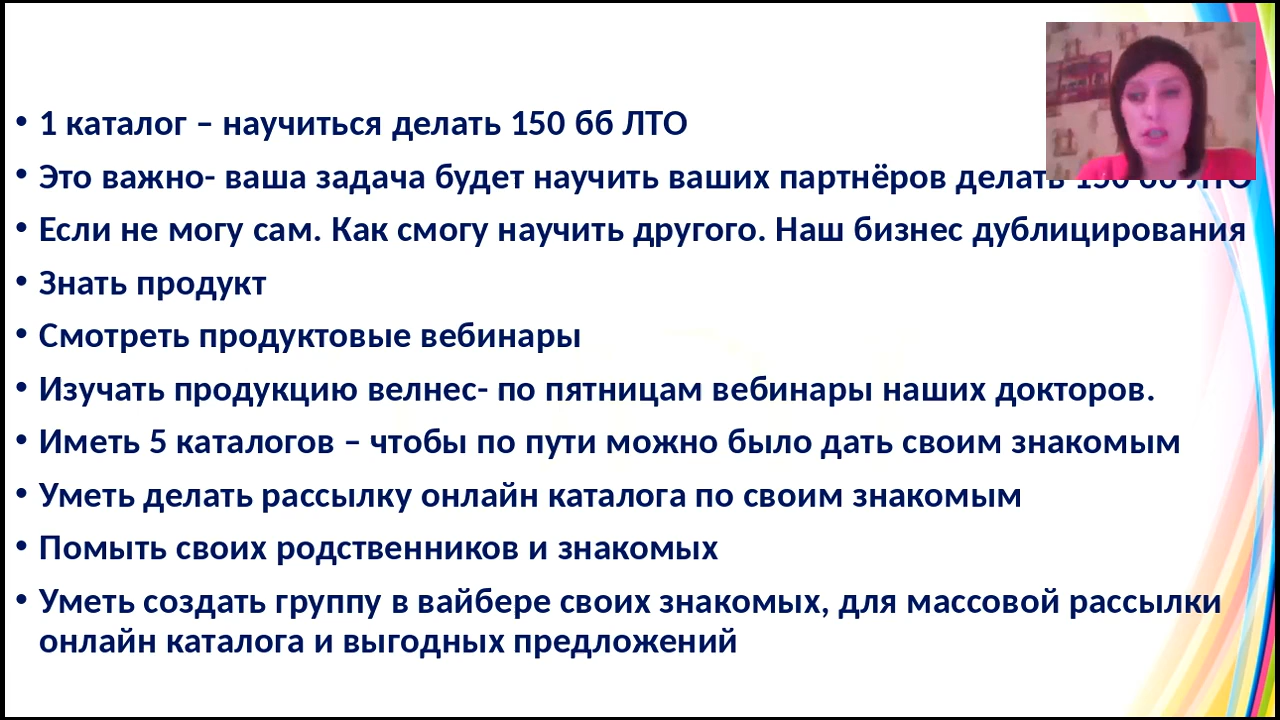 • 1 каталог – научиться делать 150 бб ЛТО
• Это важно- ваша задача будет научить ваших партнёров делать 150 бб ЛТО
• Если не могу сам. Как смогу научить другого. Наш бизнес дублицирования
• Знать продукт
• Смотреть продуктовые вебинары
• Изучать продукцию велнес- по пятницам вебинары наших докторов.
• Иметь 5 каталогов – чтобы по пути можно было дать своим знакомым
• Уметь делать рассылку онлайн каталога по своим знакомым
• Помыть своих родственников и знакомых
• Уметь создать группу в вайбере своих знакомых, для массовой рассылки
онлайн каталога и выгодных предложений